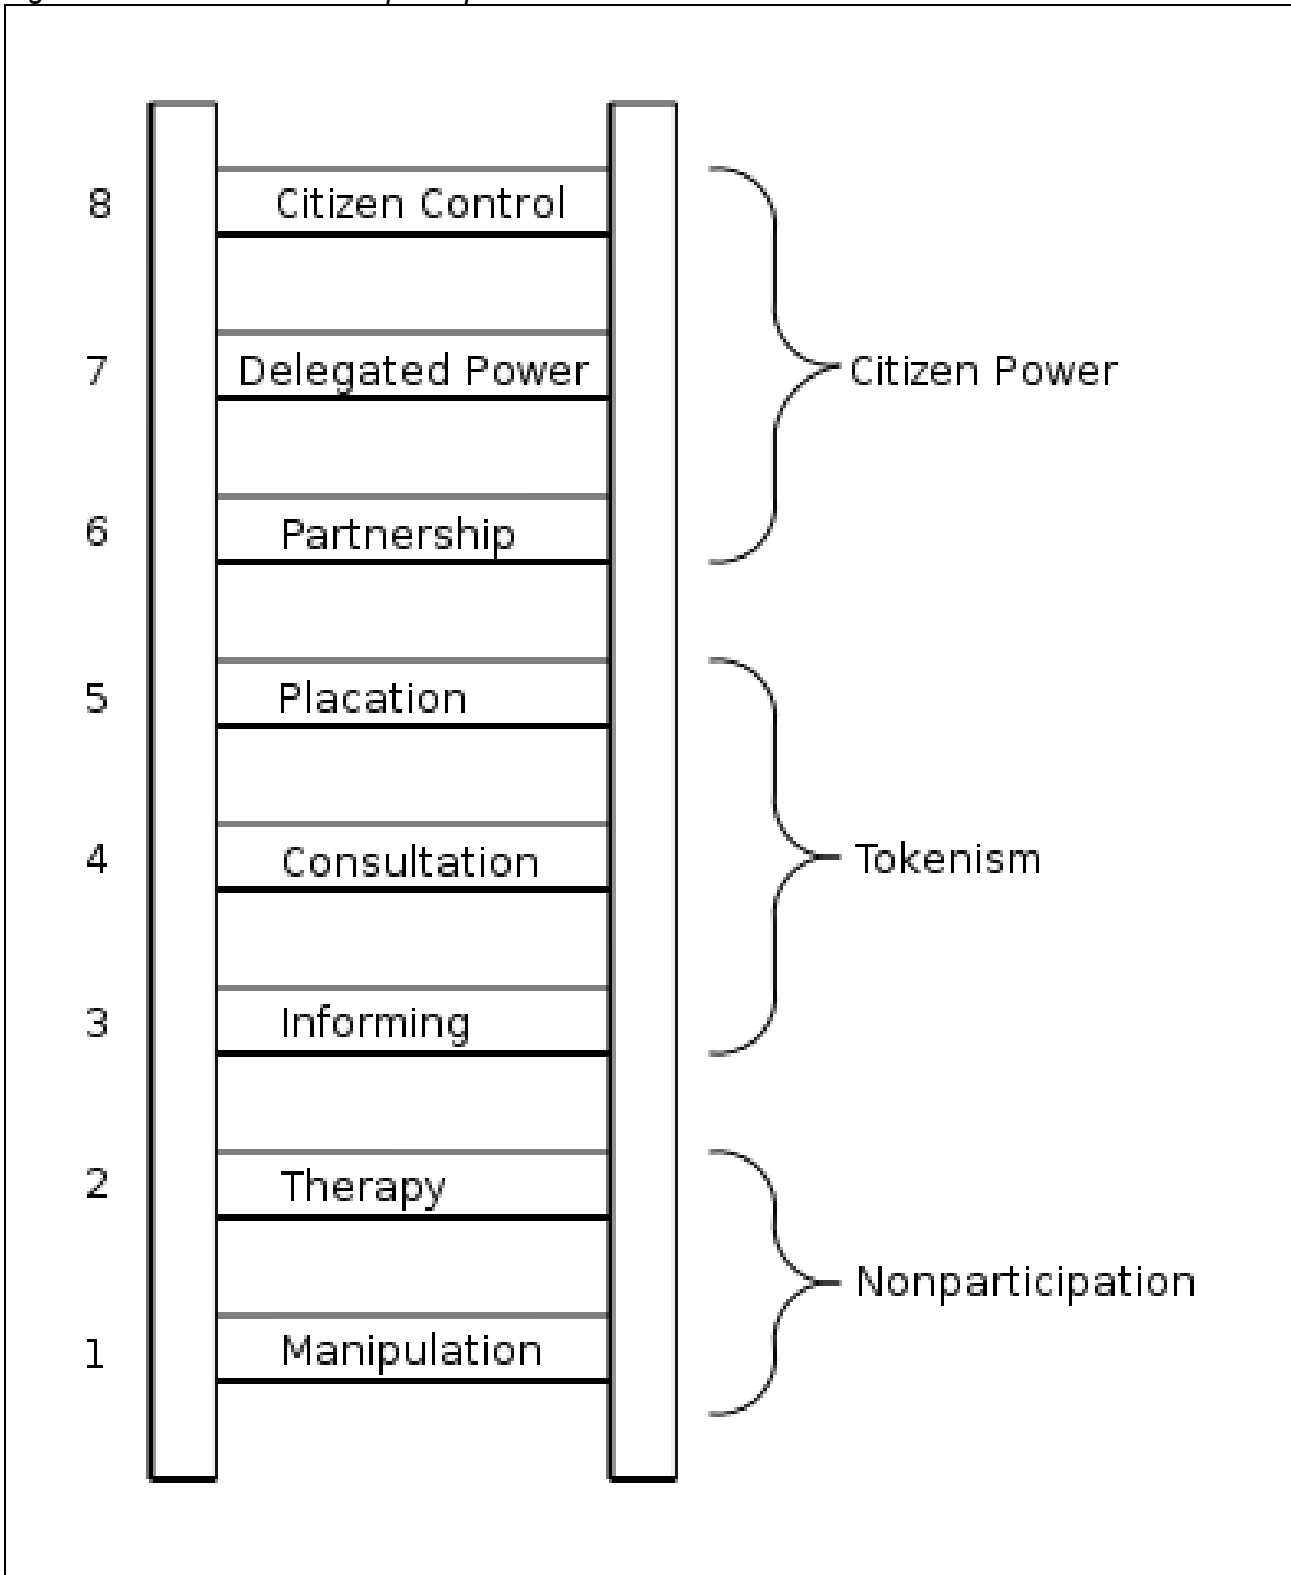 8 Citizen Control
7 Delegated Power Citizen Power
6 Partnership
5 Placation
4 Consultation Tokenism
3 Informing
2 Therapy
Nonparticipation
1 Manipulation